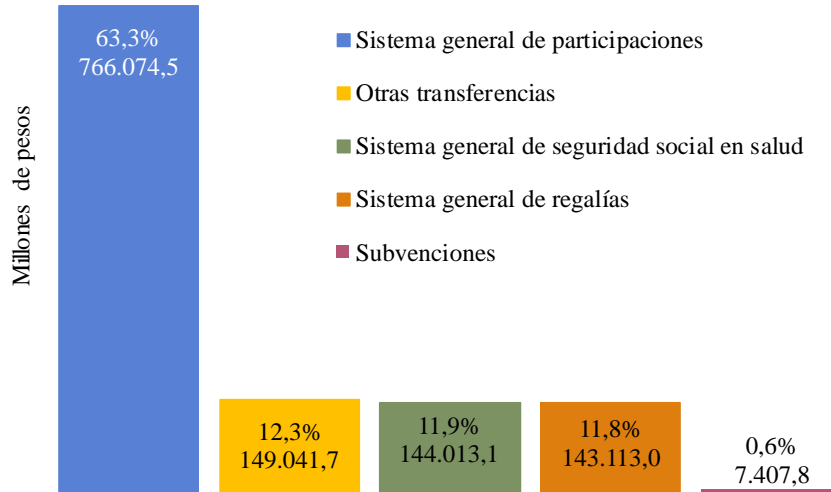 63,3%
766.074,5
Sistema general de participaciones
Otras transferencias
Sistema general de seguridad social en salud
Sistema general de regalías
Subvenciones
Millones de pesos
12,3%
149.041,7
11,9%
144.013,1
11,8%
143.113,0
0,6%
7.407,8